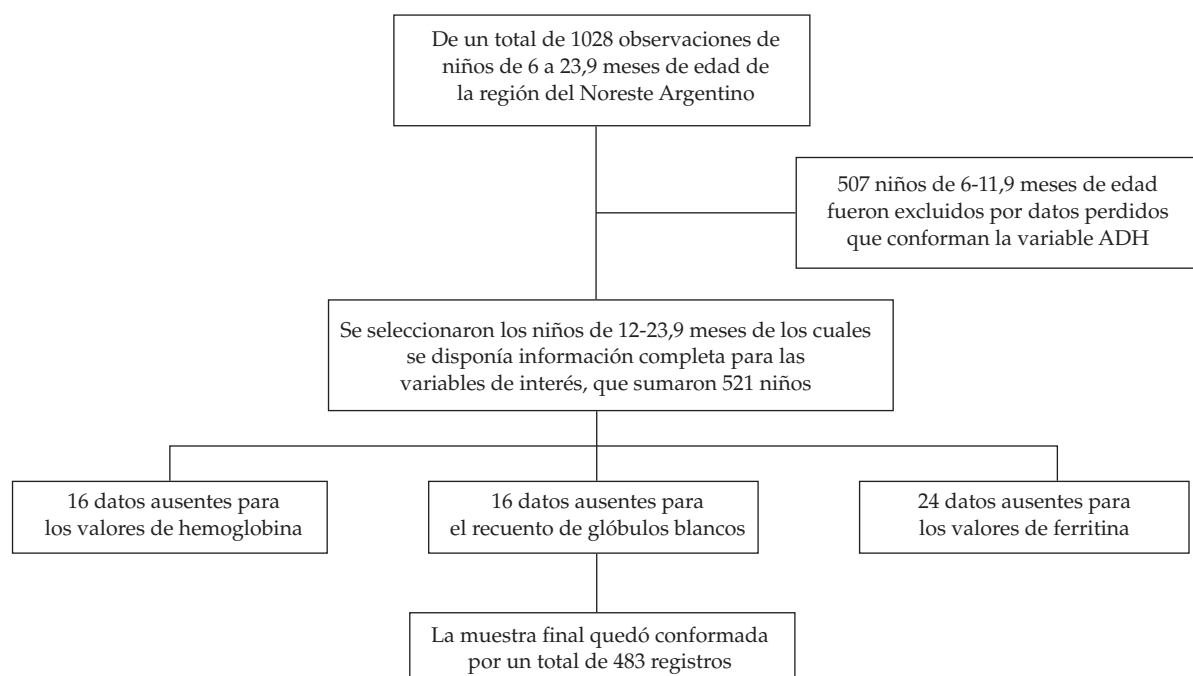 De un total de 1028 observaciones de
niños de 6 a 23,9 meses de edad de
la región del Noreste Argentino
507 niños de 6-11,9 meses de edad
fueron excluidos por datos perdidos
que conforman la variable ADH
Se seleccionaron los niños de 12-23,9 meses de los cuales
se disponía información completa para las
variables de interés, que sumaron 521 niños
16 datos ausentes para
los valores de hemoglobina
16 datos ausentes para
el recuento de glóbulos blancos
24 datos ausentes para
los valores de ferritina
La muestra final quedó conformada
por un total de 483 registros